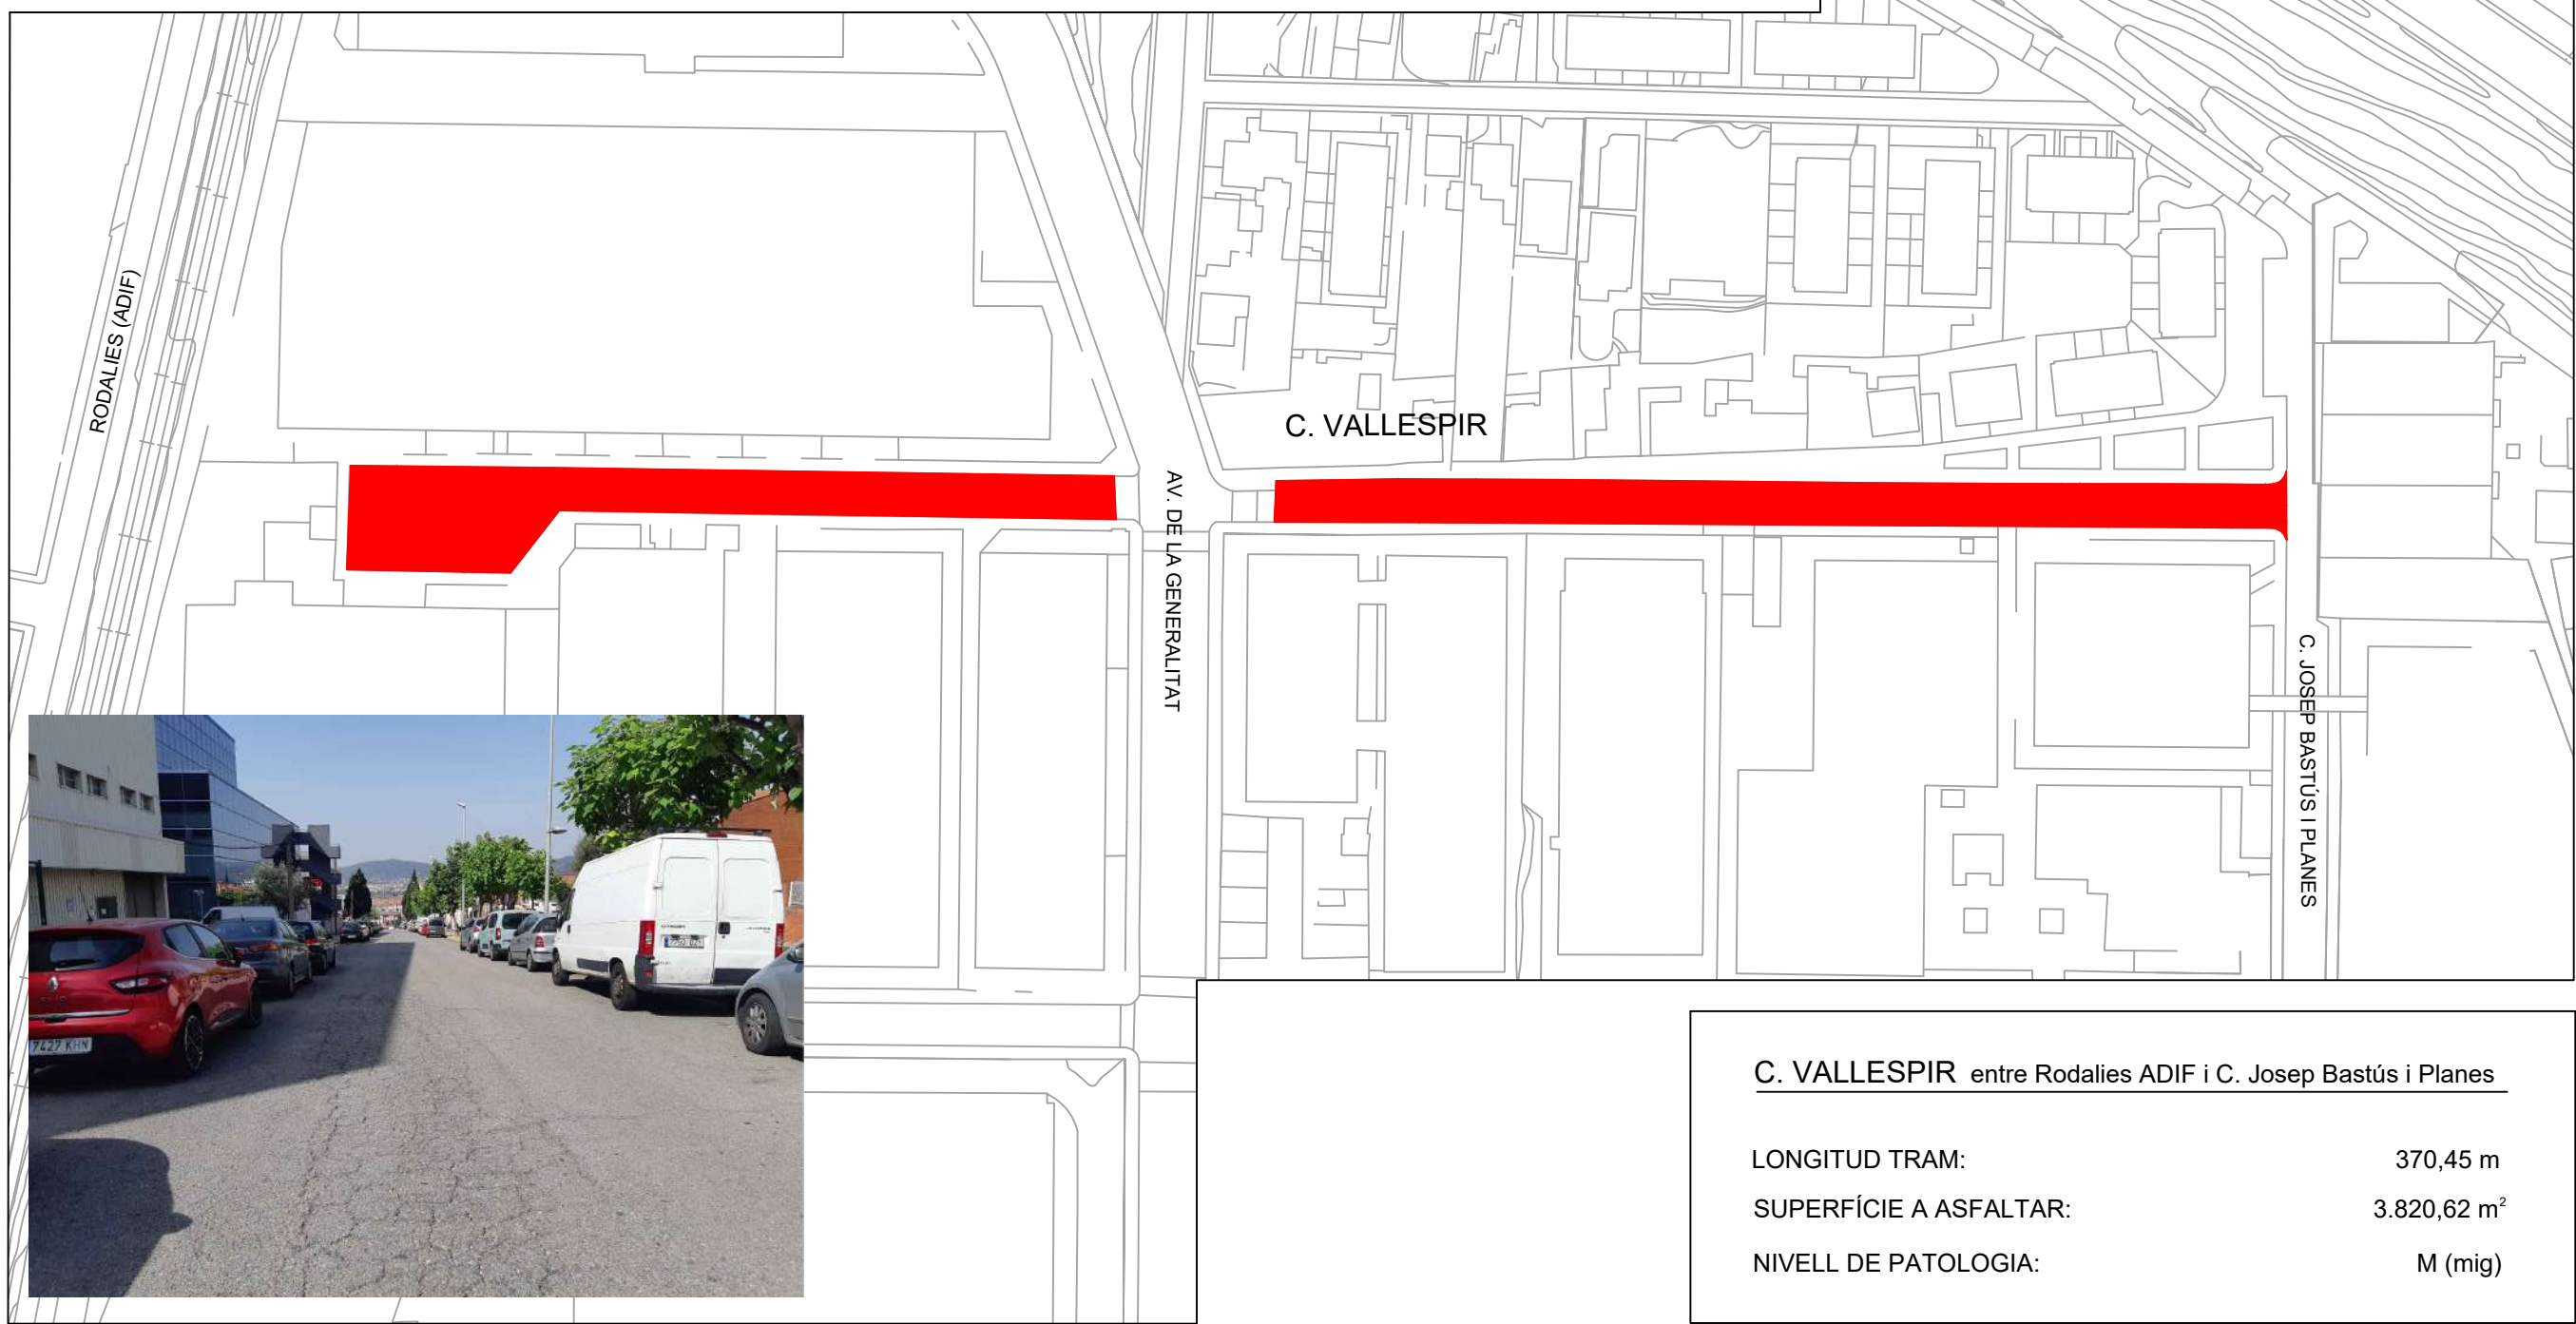 RODALIES (ADIF)
C. VALLESPIR
AV. DE LA GENERALITAT
C. JOSEP BASTÚS I PLANES
7427 KHN
C. VALLESPIR entre Rodalies ADIF i C. Josep Bastús i Planes
LONGITUD TRAM: 370,45 m
SUPERFÍCIE A ASFALTAR: 3.820,62 m²
NIVELL DE PATOLOGIA: M (mig)